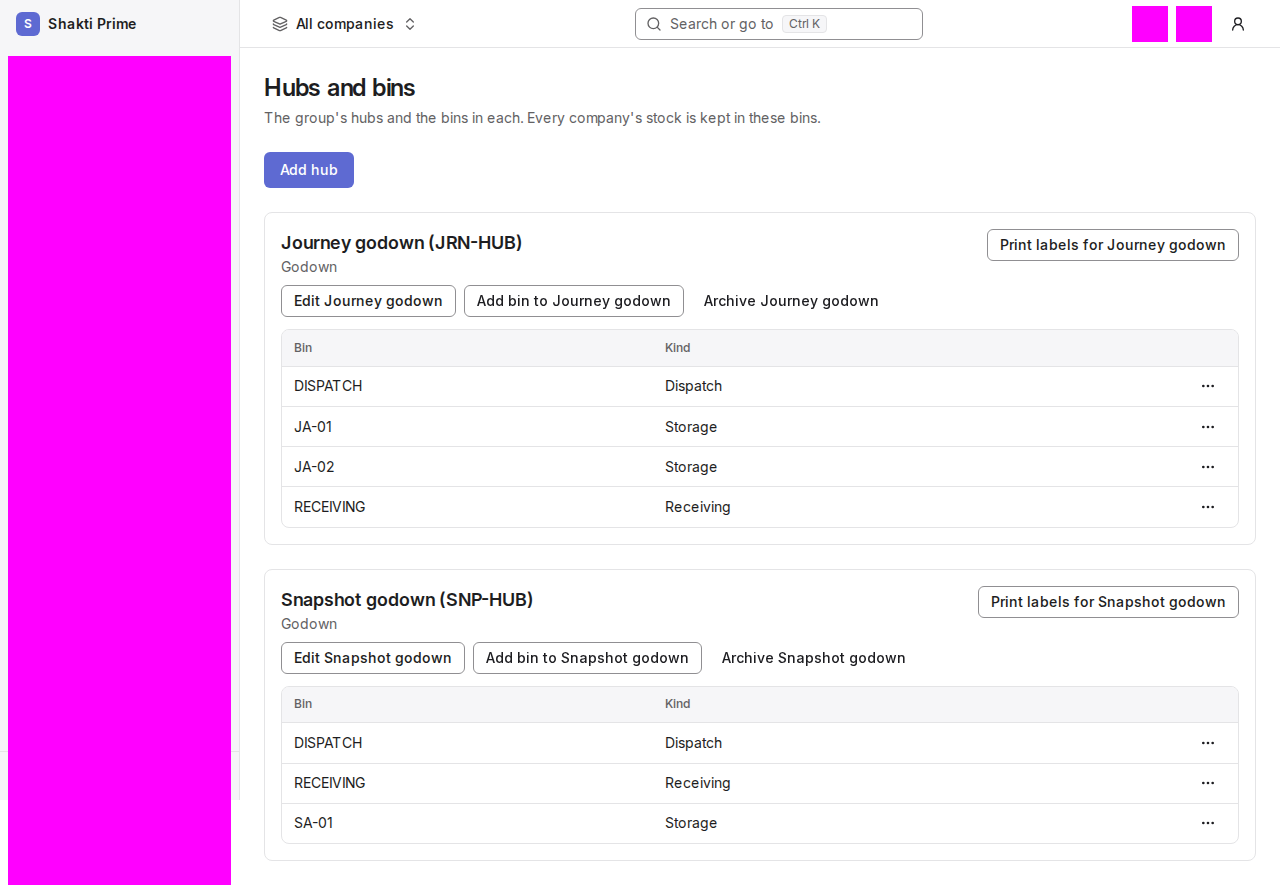 S Shakti Prime
All companies
Search or go to Ctrl K
Hubs and bins
The group's hubs and the bins in each. Every company's stock is kept in these bins.
Add hub
Journey godown (JRN-HUB)
Print labels for Journey godown
Godown
Edit Journey godown Add bin to Journey godown Archive Journey godown
Bin Kind
DISPATCH Dispatch
JA-01 Storage
JA-02 Storage
RECEIVING Receiving
Snapshot godown (SNP-HUB)
Print labels for Snapshot godown
Godown
Edit Snapshot godown Add bin to Snapshot godown Archive Snapshot godown
Bin Kind
DISPATCH Dispatch
RECEIVING Receiving
SA-01 Storage